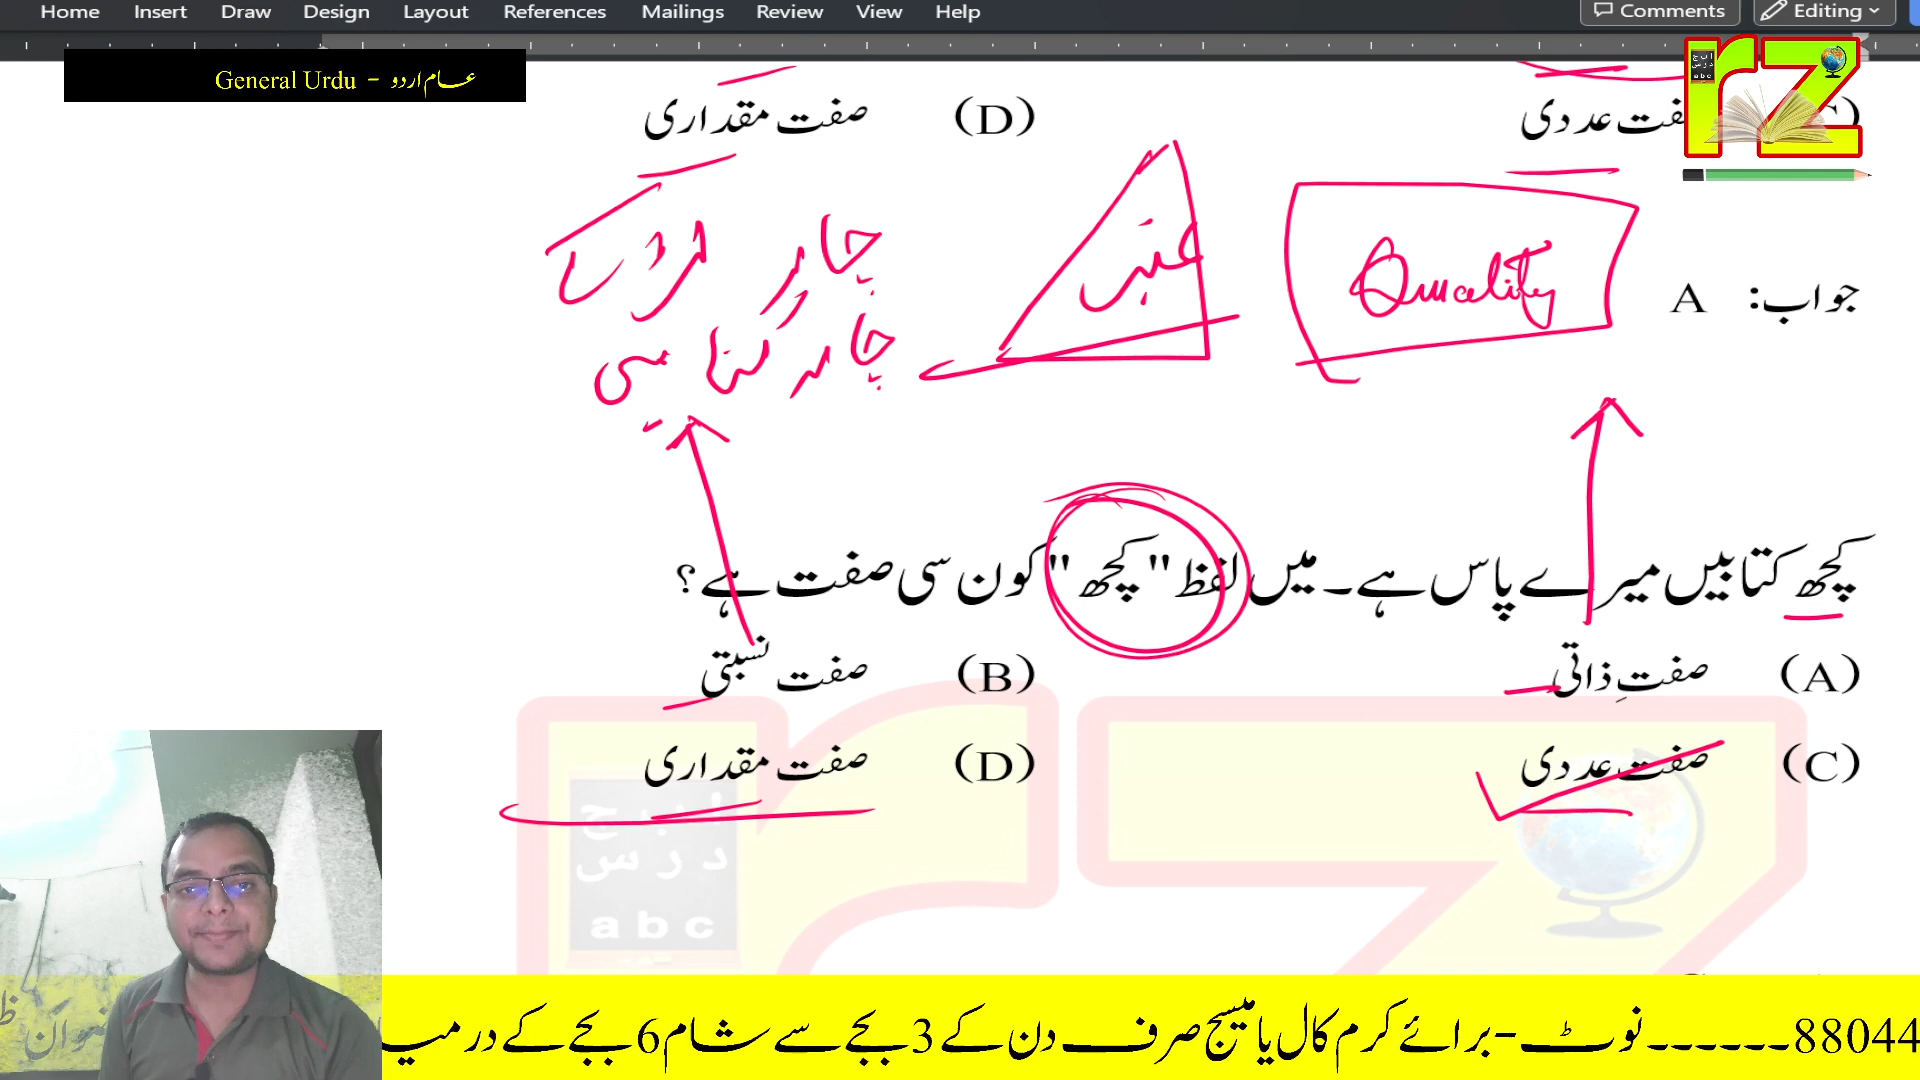 Home Insert Draw Design Layout References Mailings Review View Help Comments Editing
General Urdu - عام اردو
صفت عددی (D) صفت مقداری
جواب: A
Quality
چار لڑکے
چار کتابیں
کچھ کتابیں میرے پاس ہے۔ میں لفظ "کچھ" کون سی صفت ہے؟
(A) صفتِ ذاتی (B) صفت نسبتی
(C) صفت عددی (D) صفت مقداری
ا ب ج
د ر س
a b c
88044------نوٹ-برائے کرم کال یا میسج صرف دن کے 3 بجے سے شام 6 بجے کے درمیا